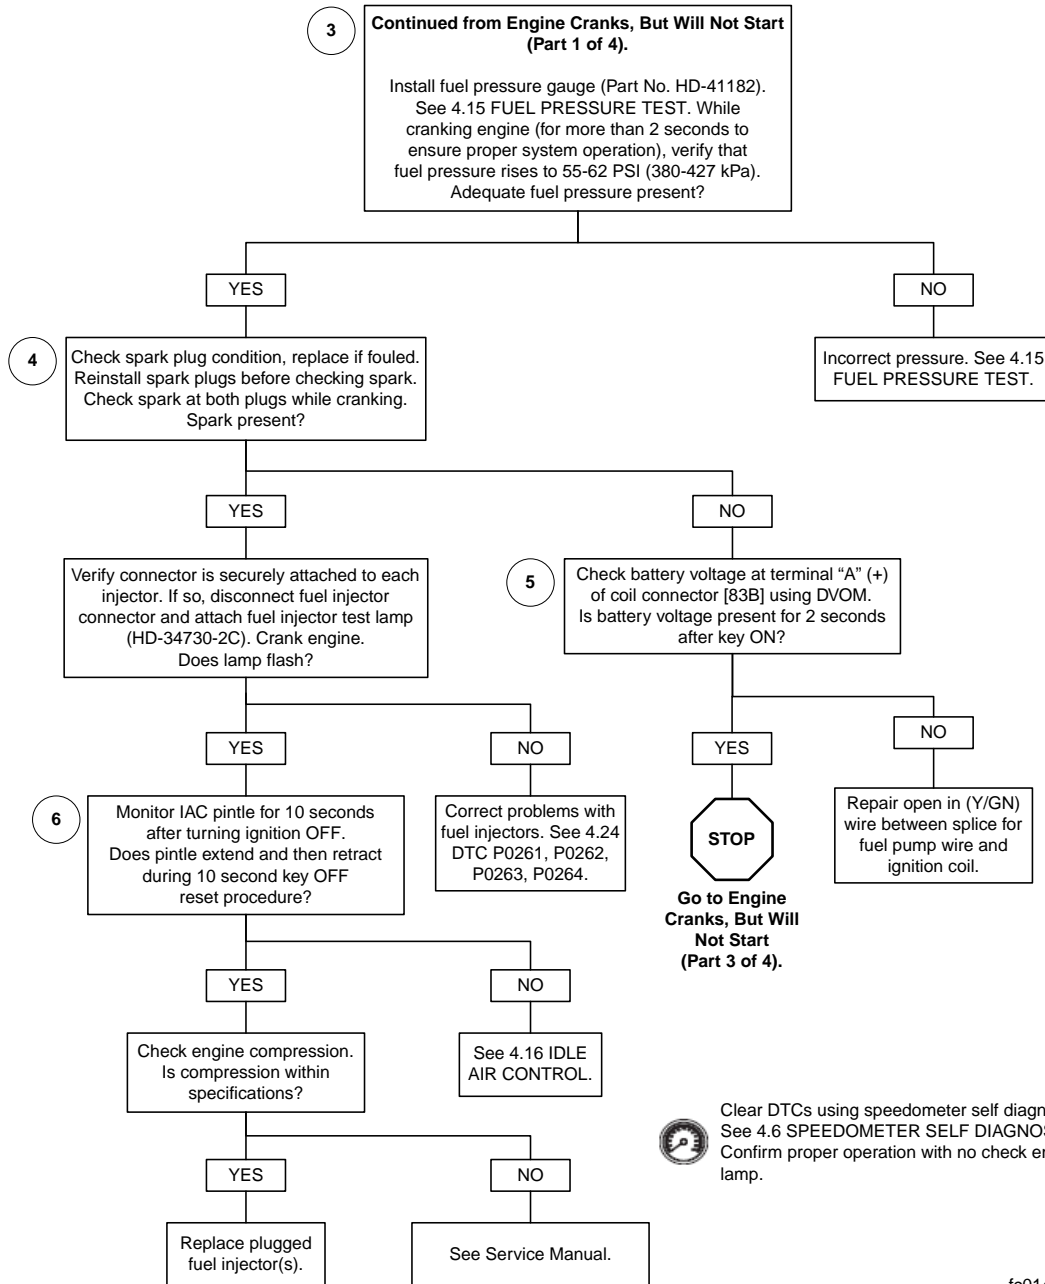 3
Continued from Engine Cranks, But Will Not Start
(Part 1 of 4).
Install fuel pressure gauge (Part No. HD-41182).
See 4.15 FUEL PRESSURE TEST. While
cranking engine (for more than 2 seconds to
ensure proper system operation), verify that
fuel pressure rises to 55-62 PSI (380-427 kPa).
Adequate fuel pressure present?
YES
NO
4
Check spark plug condition, replace if fouled.
Reinstall spark plugs before checking spark.
Check spark at both plugs while cranking.
Spark present?
Incorrect pressure. See 4.15
FUEL PRESSURE TEST.
YES
NO
Verify connector is securely attached to each
injector. If so, disconnect fuel injector
connector and attach fuel injector test lamp
(HD-34730-2C). Crank engine.
Does lamp flash?
5
Check battery voltage at terminal “A” (+)
of coil connector [83B] using DVOM.
Is battery voltage present for 2 seconds
after key ON?
YES
NO
YES
NO
6
Monitor IAC pintle for 10 seconds
after turning ignition OFF.
Does pintle extend and then retract
during 10 second key OFF
reset procedure?
Correct problems with
fuel injectors. See 4.24
DTC P0261, P0262,
P0263, P0264.
STOP
Go to Engine
Cranks, But Will
Not Start
(Part 3 of 4).
Repair open in (Y/GN)
wire between splice for
fuel pump wire and
ignition coil.
YES
NO
Check engine compression.
Is compression within
specifications?
See 4.16 IDLE
AIR CONTROL.
Clear DTCs using speedometer self diagn
See 4.6 SPEEDOMETER SELF DIAGNOS
Confirm proper operation with no check en
lamp.
YES
NO
Replace plugged
fuel injector(s).
See Service Manual.